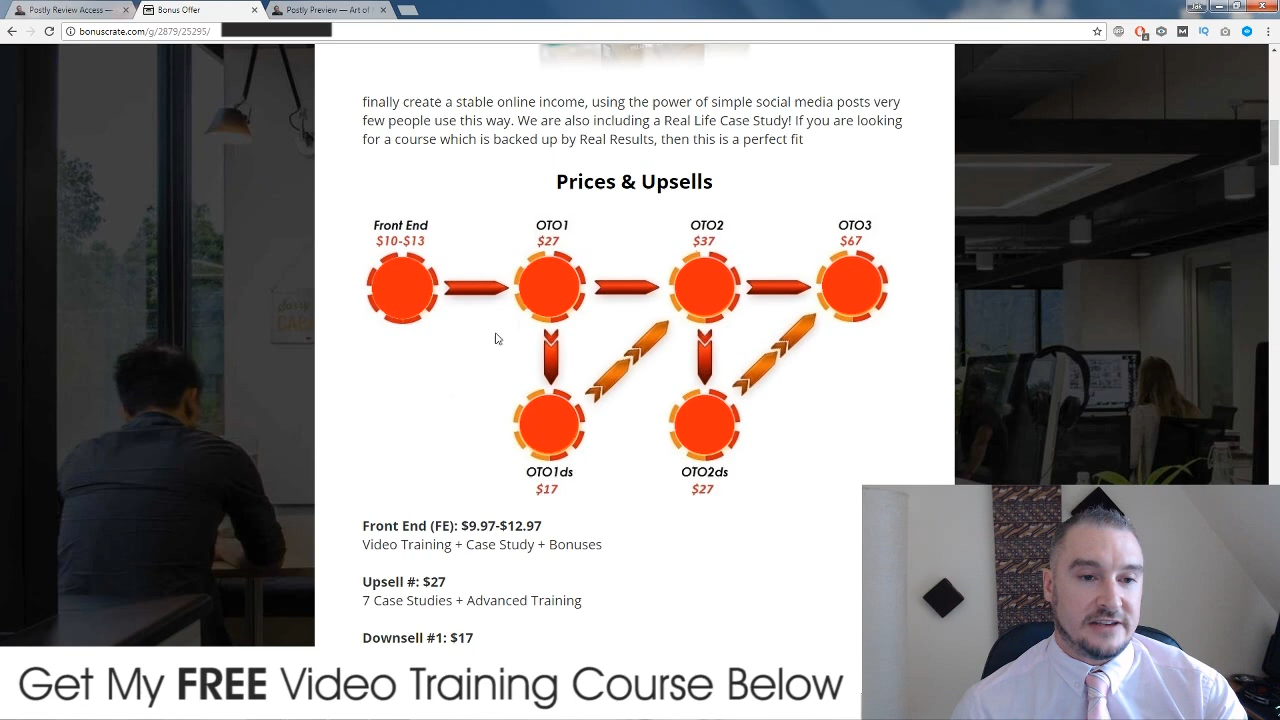 Postly Review Access —
Bonus Offer
Postly Preview — Art of
Jak
bonuscrate.com/g/2879/25295/
finally create a stable online income, using the power of simple social media posts very
few people use this way. We are also including a Real Life Case Study! If you are looking
for a course which is backed up by Real Results, then this is a perfect fit
Prices & Upsells
Front End
$10-$13
OTO1
$27
OTO2
$37
OTO3
$67
OTO1ds
$17
OTO2ds
$27
Front End (FE): $9.97-$12.97
Video Training + Case Study + Bonuses
Upsell #: $27
7 Case Studies + Advanced Training
Downsell #1: $17
Get My FREE Video Training Course Below